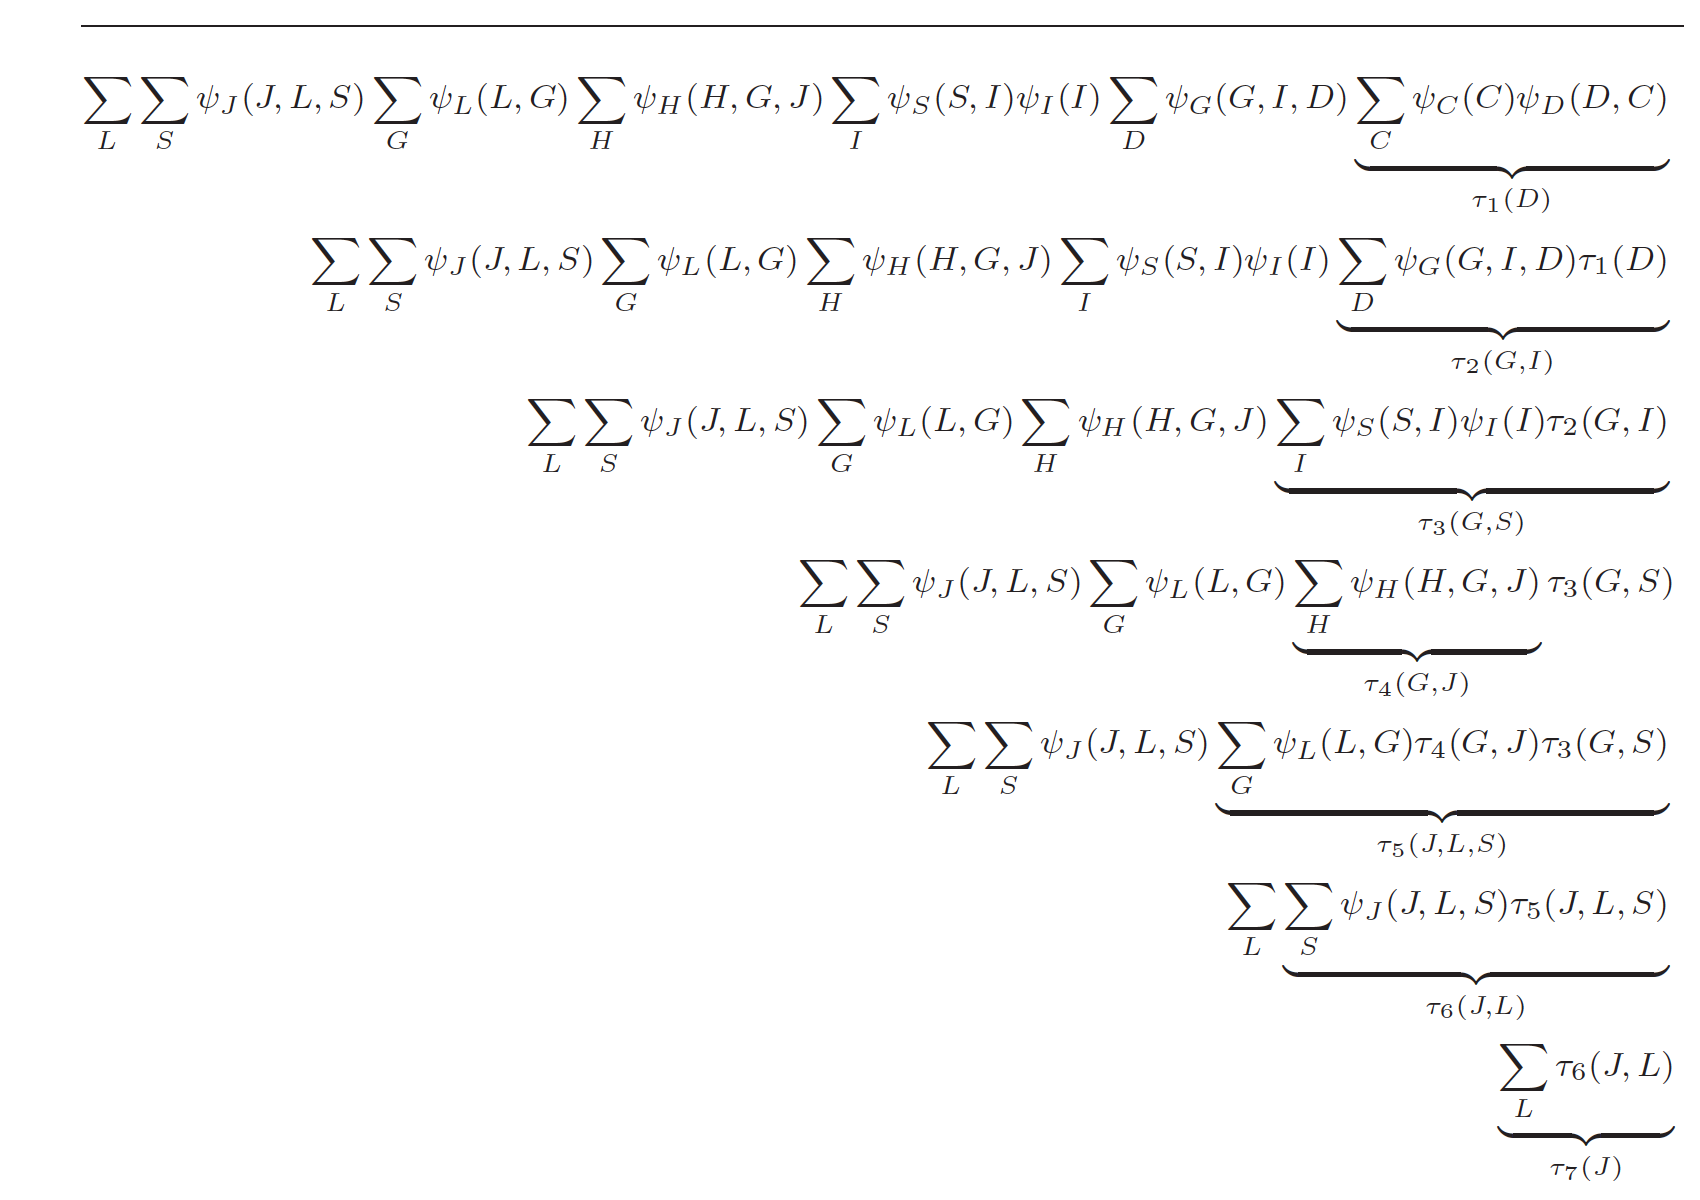 ∑_L ∑_S ψ_J(J, L, S) ∑_G ψ_L(L, G) ∑_H ψ_H(H, G, J) ∑_I ψ_S(S, I)ψ_I(I) ∑_D ψ_G(G, I, D) ∑_C ψ_C(C)ψ_D(D, C)
τ_1(D)
∑_L ∑_S ψ_J(J, L, S) ∑_G ψ_L(L, G) ∑_H ψ_H(H, G, J) ∑_I ψ_S(S, I)ψ_I(I) ∑_D ψ_G(G, I, D)τ_1(D)
τ_2(G,I)
∑_L ∑_S ψ_J(J, L, S) ∑_G ψ_L(L, G) ∑_H ψ_H(H, G, J) ∑_I ψ_S(S, I)ψ_I(I)τ_2(G, I)
τ_3(G,S)
∑_L ∑_S ψ_J(J, L, S) ∑_G ψ_L(L, G) ∑_H ψ_H(H, G, J) τ_3(G, S)
τ_4(G,J)
∑_L ∑_S ψ_J(J, L, S) ∑_G ψ_L(L, G)τ_4(G, J)τ_3(G, S)
τ_5(J,L,S)
∑_L ∑_S ψ_J(J, L, S)τ_5(J, L, S)
τ_6(J,L)
∑_L τ_6(J, L)
τ_7(J)